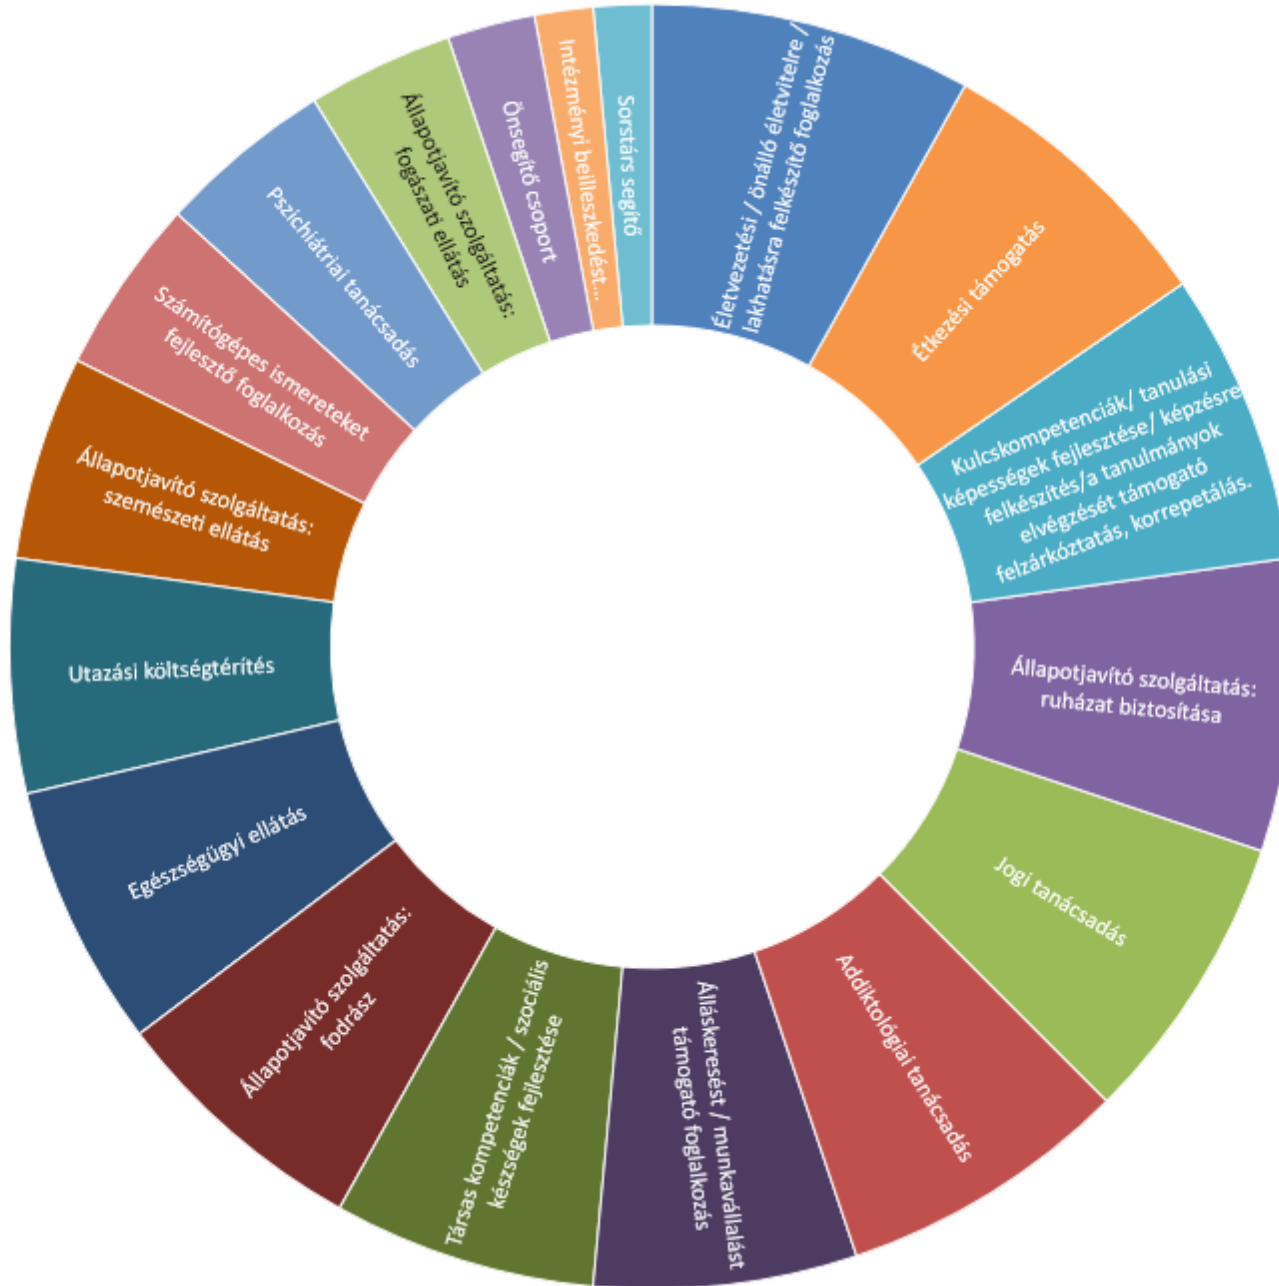 Életvezetési / önálló életvitelre /
lakhatásra felkészítő foglalkozás
Étkezési támogatás
Kulcskompetenciák/ tanulási
képességek fejlesztése/ képzésre
felkészítés/a tanulmányok
elvégzését támogató
felzárkóztatás, korrepetálás.
Állapotjavító szolgáltatás:
ruházat biztosítása
Jogi tanácsadás
Addiktológiai tanácsadás
Álláskeresést / munkavállalást
támogató foglalkozás
Társas kompetenciák / szociális
készségek fejlesztése
Állapotjavító szolgáltatás:
fodrász
Egészségügyi ellátás
Utazási költségtérítés
Állapotjavító szolgáltatás:
szemészeti ellátás
Számítógépes ismereteket
fejlesztő foglalkozás
Pszichiátriai tanácsadás
Állapotjavító szolgáltatás:
fogászati ellátás
Önsegítő csoport
Intézményi beilleszkedést...
Sorstárs segítő